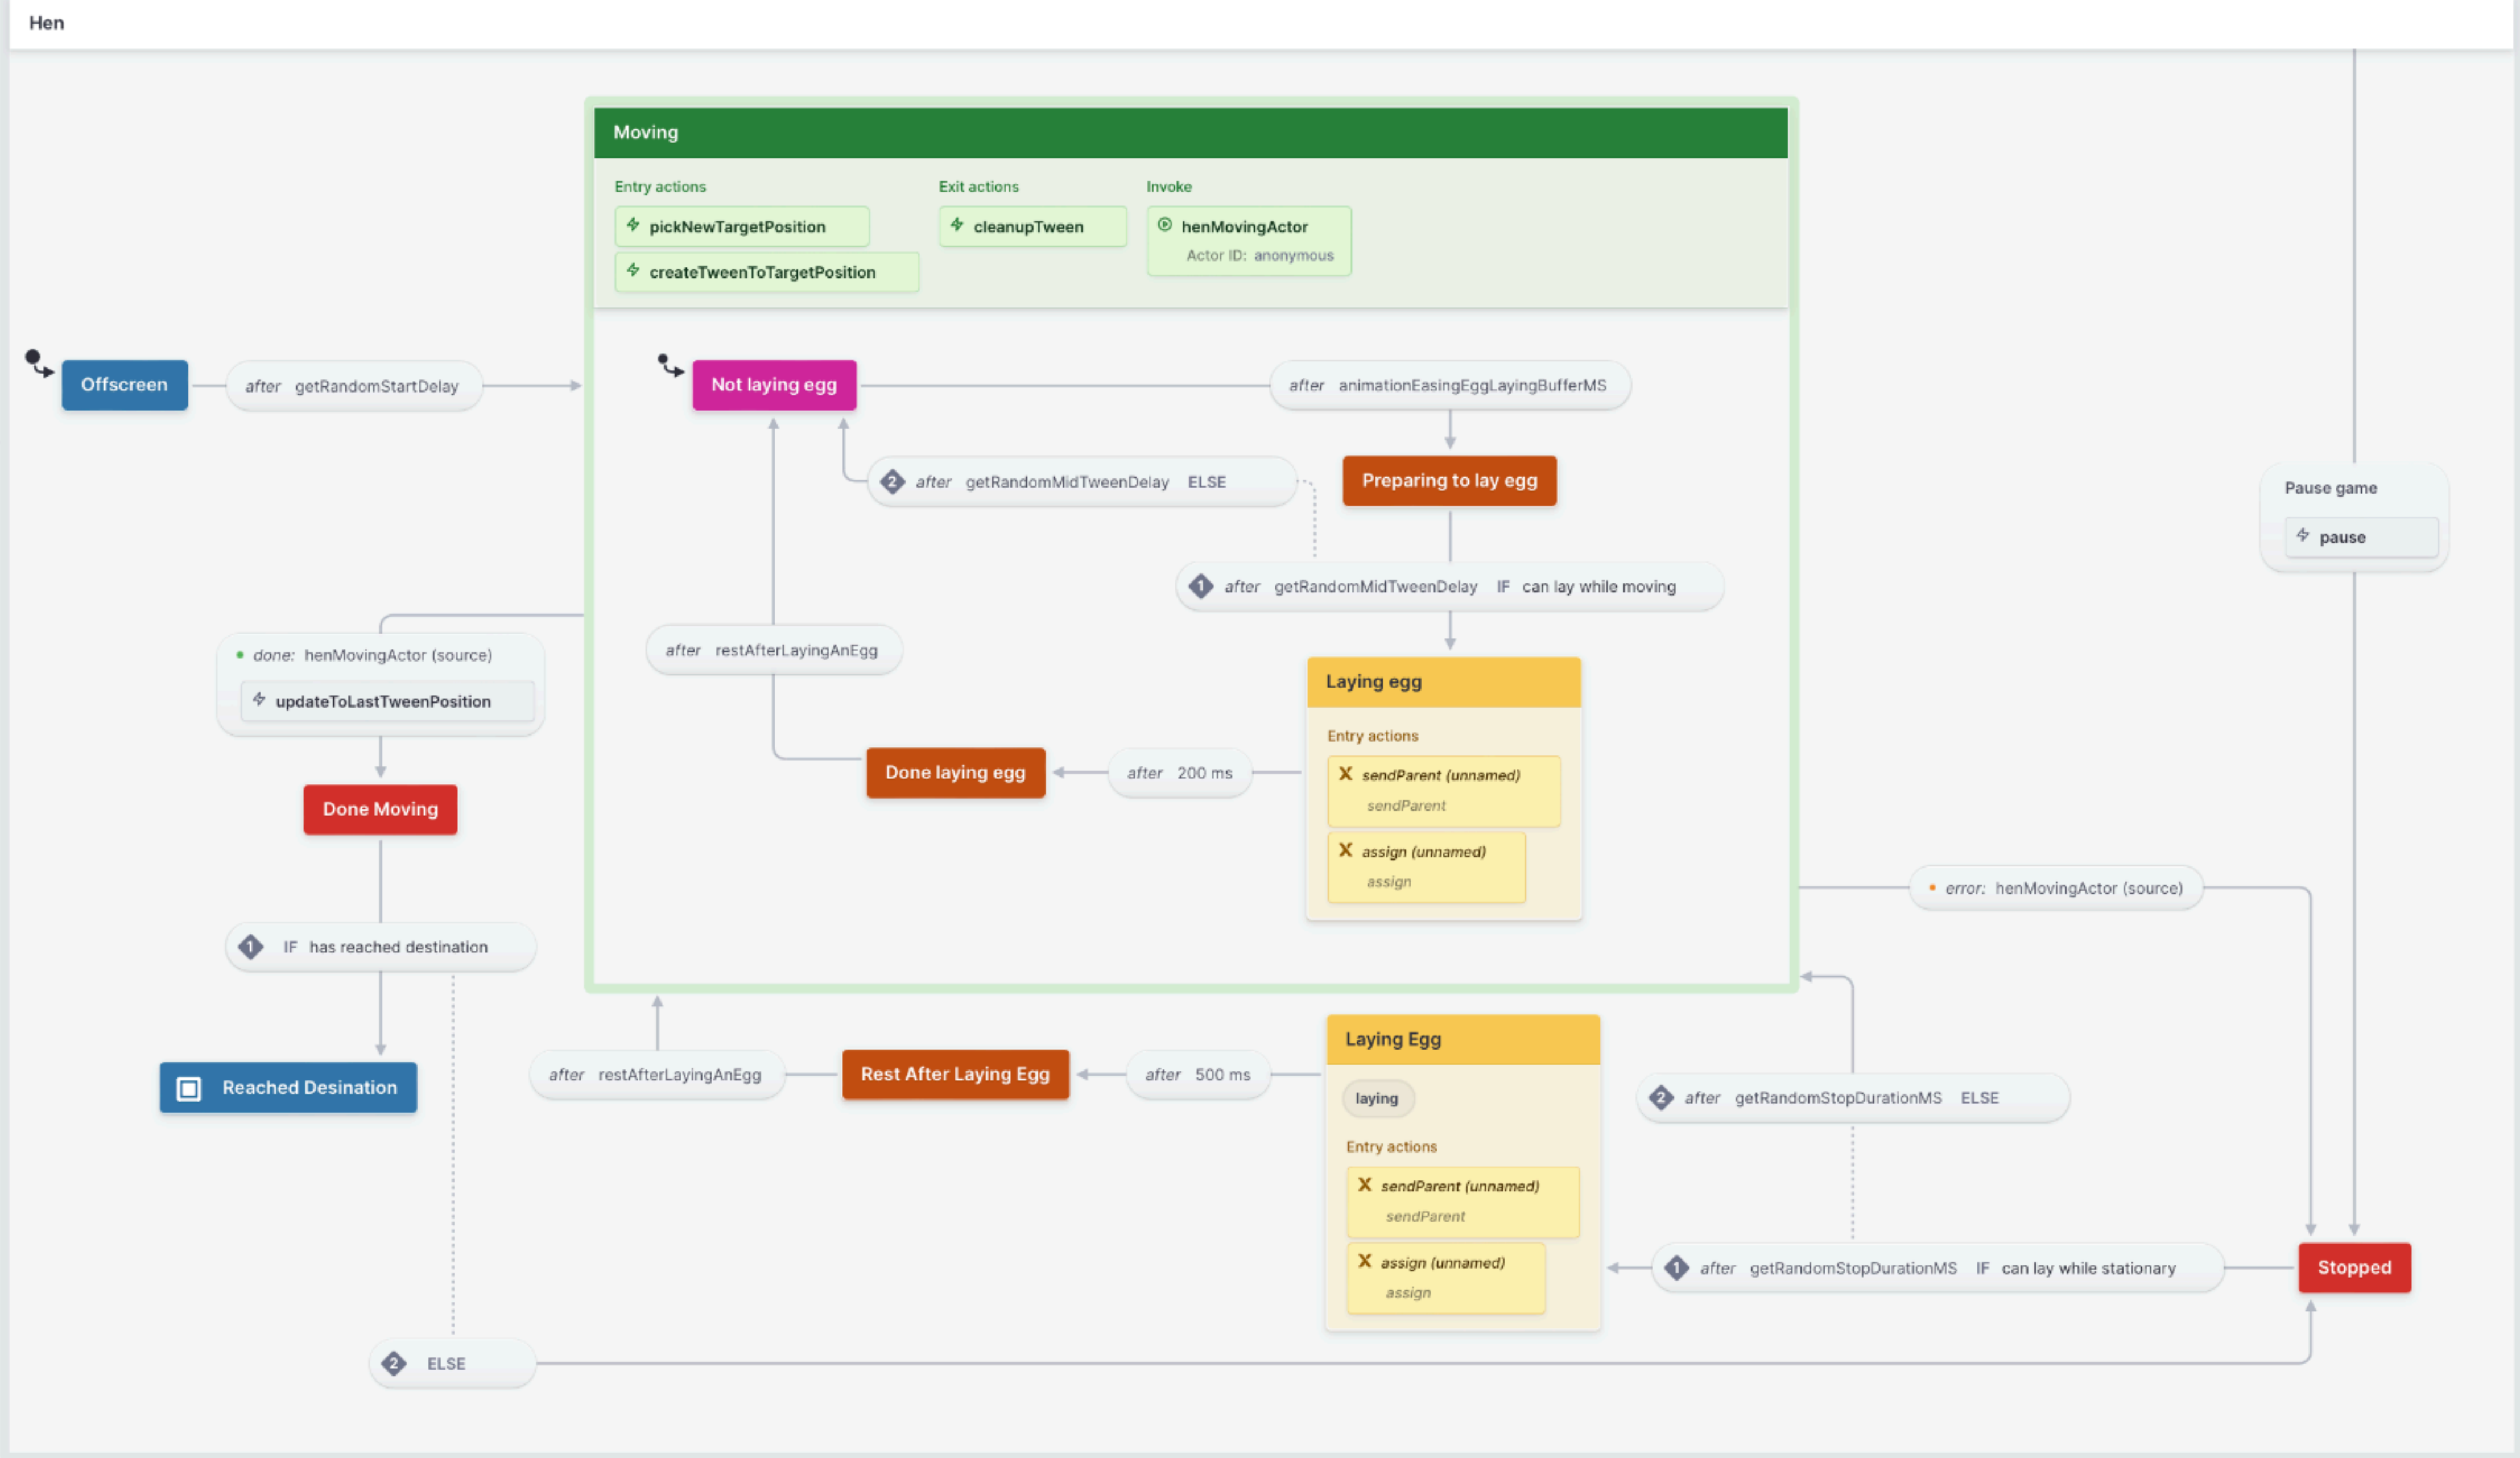 Hen
Moving
Entry actions
pickNewTargetPosition
createTweenToTargetPosition
Exit actions
cleanupTween
Invoke
henMovingActor
Actor ID: anonymous
Offscreen
after getRandomStartDelay
Not laying egg
after animationEasingEggLayingBufferMS
2 after getRandomMidTweenDelay ELSE
Preparing to lay egg
Pause game
pause
1 after getRandomMidTweenDelay IF can lay while moving
after restAfterLayingAnEgg
done: henMovingActor (source)
updateToLastTweenPosition
Laying egg
Entry actions
sendParent (unnamed)
sendParent
assign (unnamed)
assign
Done laying egg
after 200 ms
Done Moving
error: henMovingActor (source)
1 IF has reached destination
Reached Desination
after restAfterLayingAnEgg
Rest After Laying Egg
after 500 ms
Laying Egg
laying
Entry actions
sendParent (unnamed)
sendParent
assign (unnamed)
assign
2 after getRandomStopDurationMS ELSE
1 after getRandomStopDurationMS IF can lay while stationary
Stopped
2 ELSE